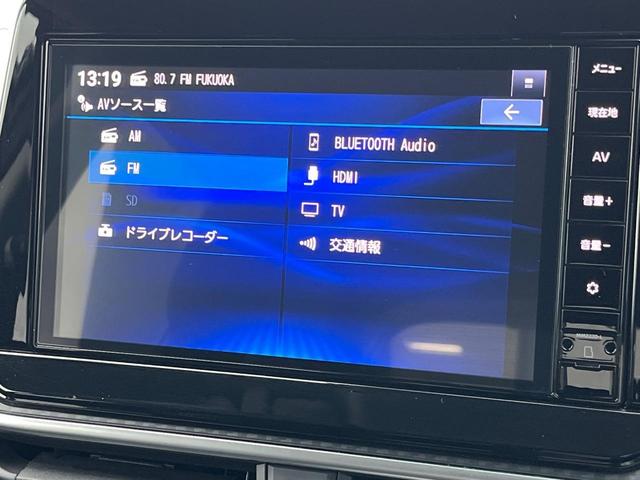 13:19 80.7 FM FUKUOKA
AVソース一覧
AM
FM
SD
ドライブレコーダー
BLUETOOTH Audio
HDMI
TV
交通情報
メニュー
現在地
AV
音量+
音量-